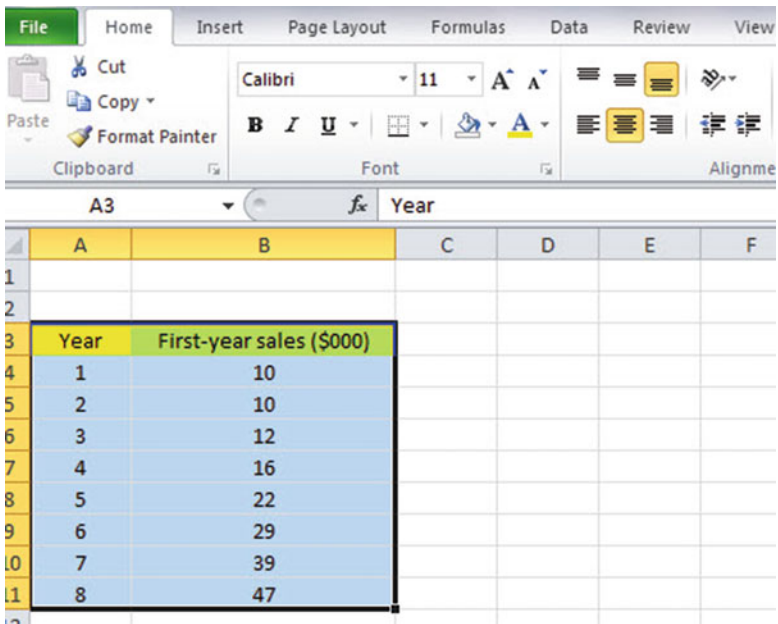 File Home Insert Page Layout Formulas Data Review View
Cut
Copy
Paste
Format Painter
Calibri 11 A A
B I U A
Clipboard Font Alignme
A3 fx Year
A B C D E F
1
2
3 Year First-year sales ($000)
4 1 10
5 2 10
6 3 12
7 4 16
8 5 22
9 6 29
10 7 39
11 8 47